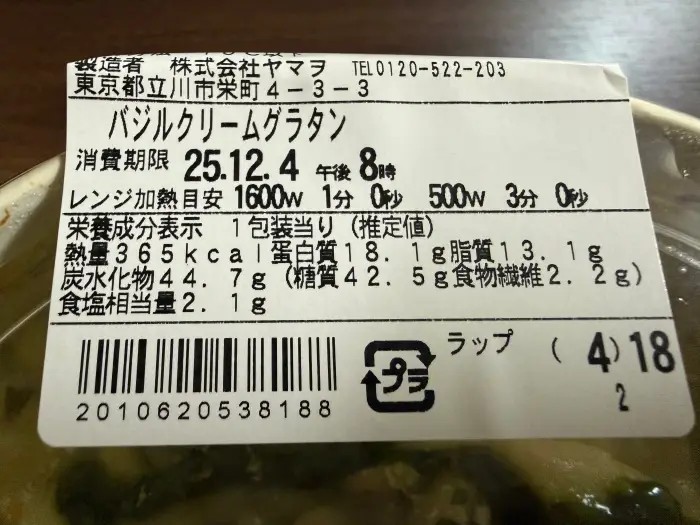 製造者 株式会社ヤマヲ TEL0120-522-203
東京都立川市栄町4-3-3
バジルクリームグラタン
消費期限 25.12.4 午後 8時
レンジ加熱目安 1600W 1分 0秒 500W 3分 0秒
栄養成分表示 1包装当り(推定値)
熱量365kcal蛋白質18.1g脂質13.1g
炭水化物44.7g(糖質42.5g食物繊維2.2g)
食塩相当量2.1g
プラ
ラップ (4)18
2
2010620538188